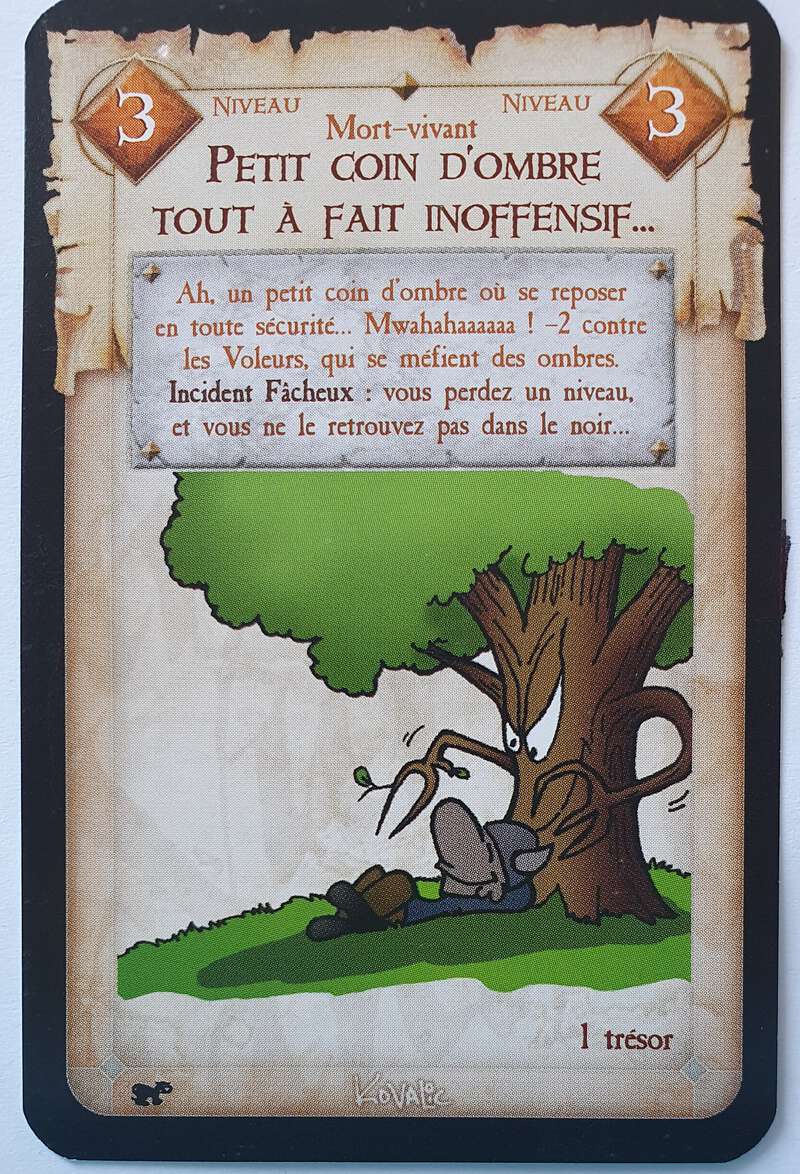 3 Niveau Niveau 3
Mort-vivant
Petit coin d'ombre
tout à fait inoffensif...
Ah, un petit coin d'ombre où se reposer
en toute sécurité... Mwahahaaaaaa ! –2 contre
les Voleurs, qui se méfient des ombres.
Incident Fâcheux : vous perdez un niveau,
et vous ne le retrouvez pas dans le noir...
1 trésor
Kovalic